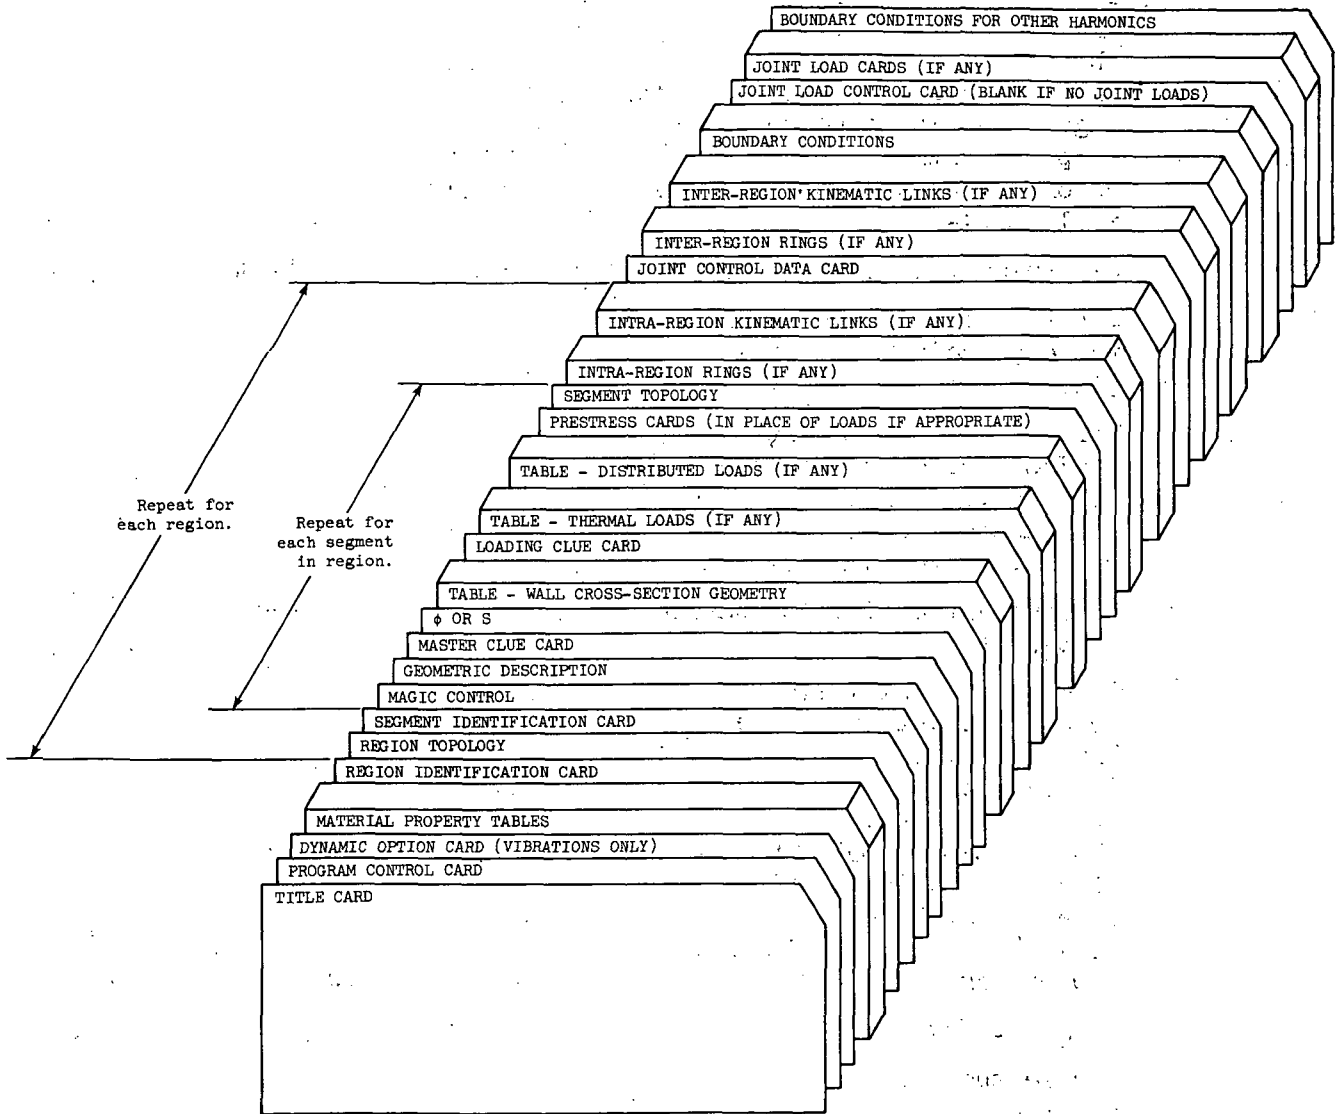 BOUNDARY CONDITIONS FOR OTHER HARMONICS
JOINT LOAD CARDS (IF ANY)
JOINT LOAD CONTROL CARD (BLANK IF NO JOINT LOADS)
BOUNDARY CONDITIONS
INTER-REGION KINEMATIC LINKS (IF ANY)
INTER-REGION RINGS (IF ANY)
JOINT CONTROL DATA CARD
INTRA-REGION KINEMATIC LINKS (IF ANY)
INTRA-REGION RINGS (IF ANY)
SEGMENT TOPOLOGY
PRESTRESS CARDS (IN PLACE OF LOADS IF APPROPRIATE)
TABLE - DISTRIBUTED LOADS (IF ANY)
TABLE - THERMAL LOADS (IF ANY)
LOADING CLUE CARD
TABLE - WALL CROSS-SECTION GEOMETRY
ϕ OR S
MASTER CLUE CARD
GEOMETRIC DESCRIPTION
MAGIC CONTROL
SEGMENT IDENTIFICATION CARD
REGION TOPOLOGY
REGION IDENTIFICATION CARD
MATERIAL PROPERTY TABLES
DYNAMIC OPTION CARD (VIBRATIONS ONLY)
PROGRAM CONTROL CARD
TITLE CARD
Repeat for
each region.
Repeat for
each segment
in region.